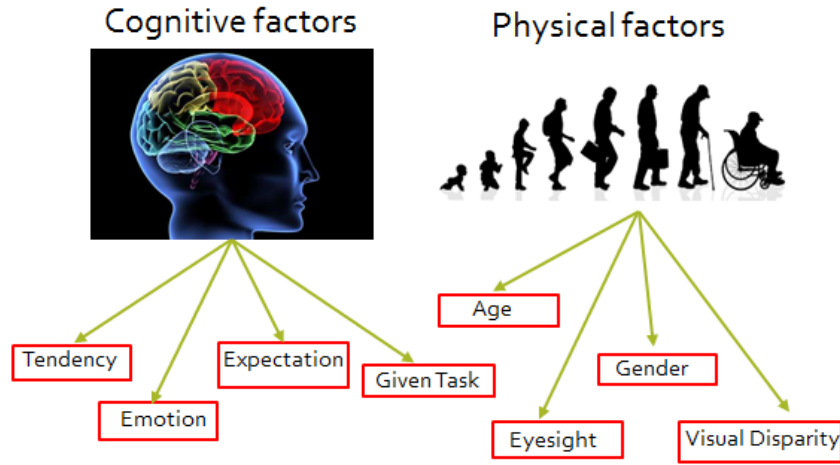 Cognitive factors
Physical factors
Tendency
Emotion
Expectation
Given Task
Age
Eyesight
Gender
Visual Disparity